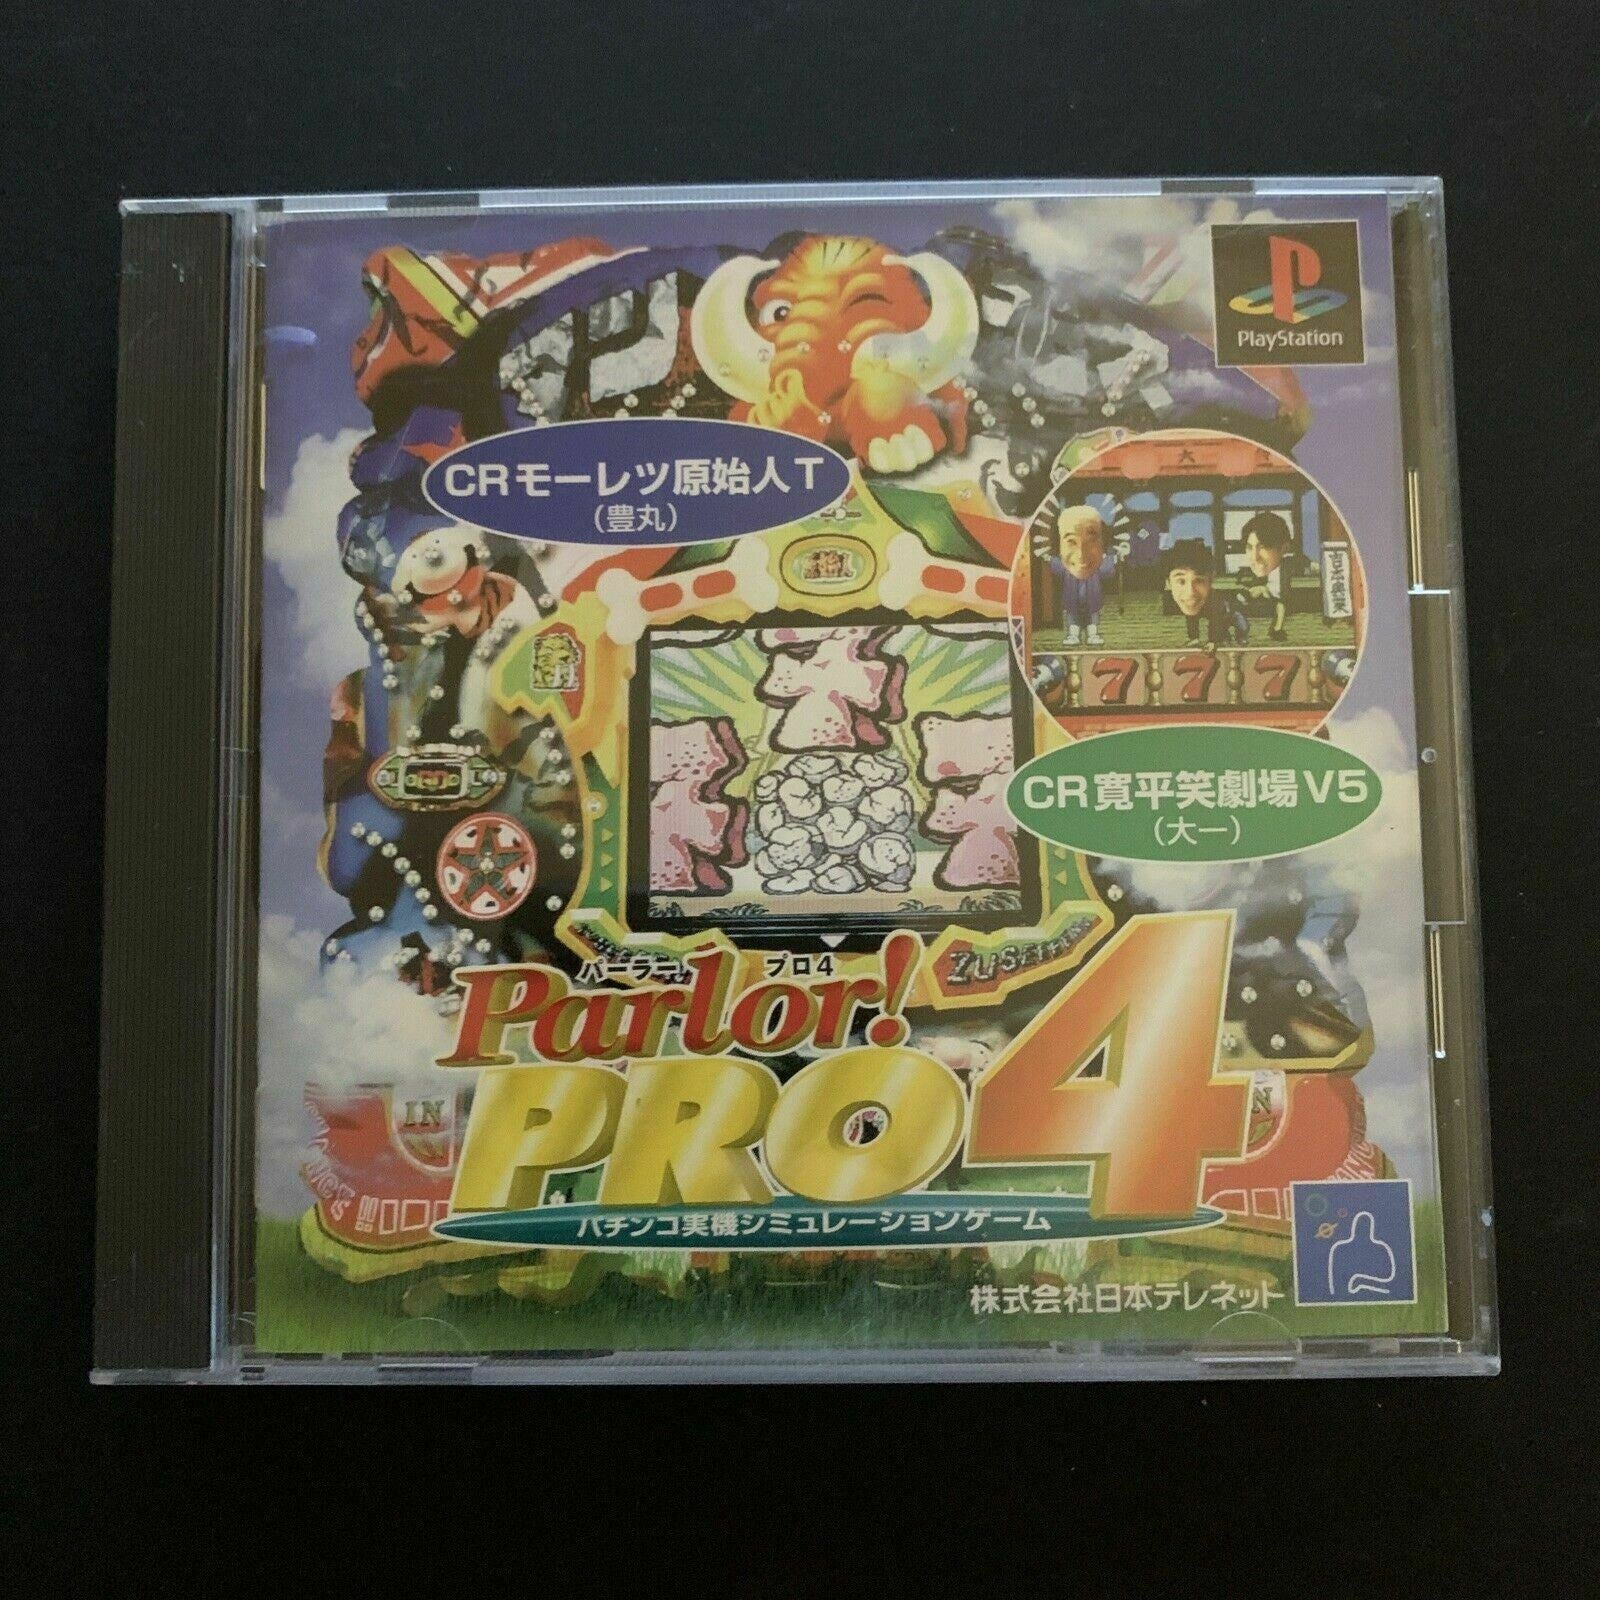 PlayStation
CRモーレツ原始人T
(豊丸)
777
CR寛平笑劇場V5
(大一)
パーラー プロ4
Parlor!
PRO4
IN
パチンコ実機シミュレーションゲーム
株式会社日本テレネット